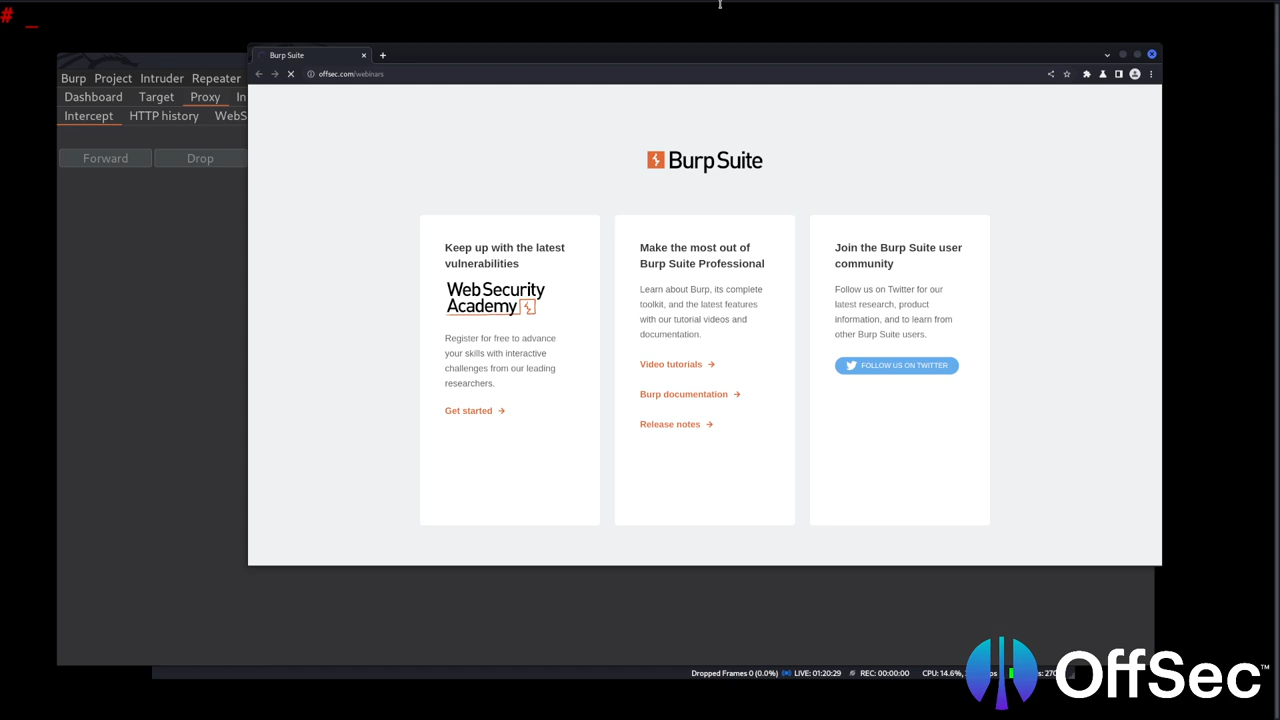 # _
Burp Suite
offsec.com/webinars
Burp Project Intruder Repeater
Dashboard Target Proxy In
Intercept HTTP history WebS
Forward Drop
Burp Suite
Keep up with the latest
vulnerabilities
Web Security
Academy
Register for free to advance
your skills with interactive
challenges from our leading
researchers.
Get started →
Make the most out of
Burp Suite Professional
Learn about Burp, its complete
toolkit, and the latest features
with our tutorial videos and
documentation.
Video tutorials →
Burp documentation →
Release notes →
Join the Burp Suite user
community
Follow us on Twitter for our
latest research, product
information, and to learn from
other Burp Suite users.
FOLLOW US ON TWITTER
Dropped Frames 0 (0.0%) LIVE: 01:20:29 REC: 00:00:00 CPU: 14.6%,
OffSec™